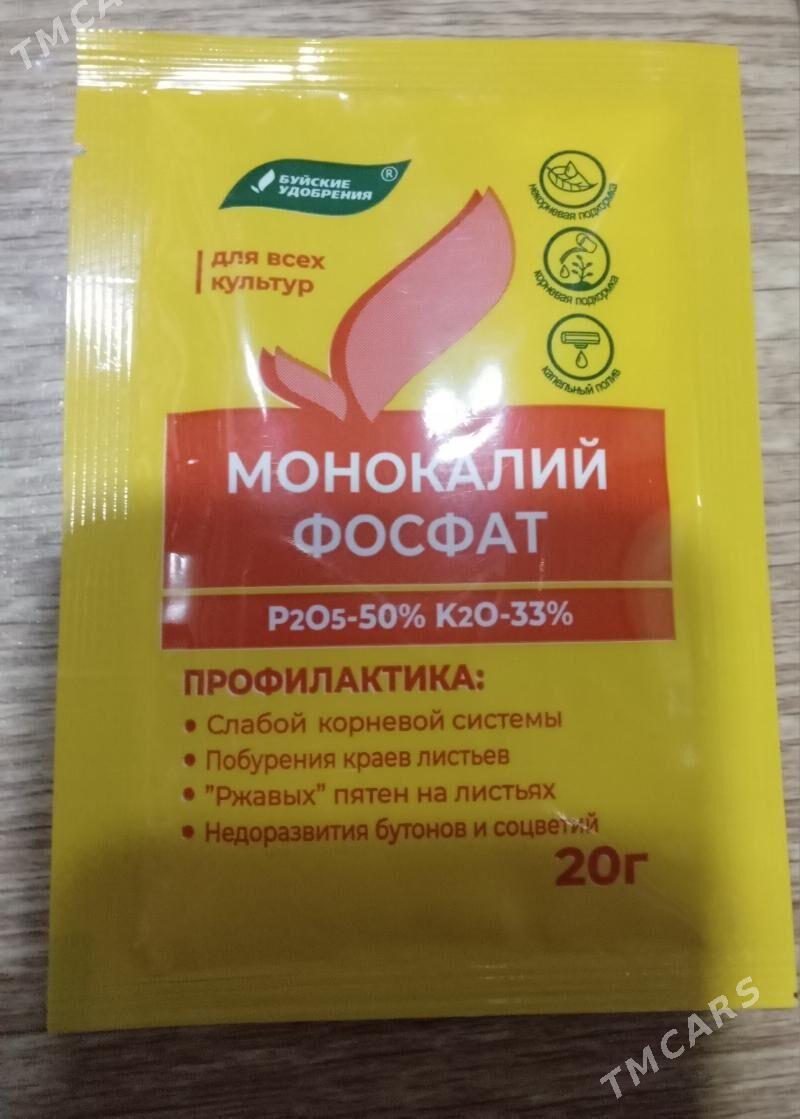 TMCARS
БУЙСКИЕ
УДОБРЕНИЯ ®
для всех
культур
некорневая подкормка
корневая подкормка
капельный полив
МОНОКАЛИЙ
ФОСФАТ
P2O5-50% K2O-33%
ПРОФИЛАКТИКА:
• Слабой корневой системы
• Побурения краев листьев
• "Ржавых" пятен на листьях
• Недоразвития бутонов и соцветий
20г
TMCARS